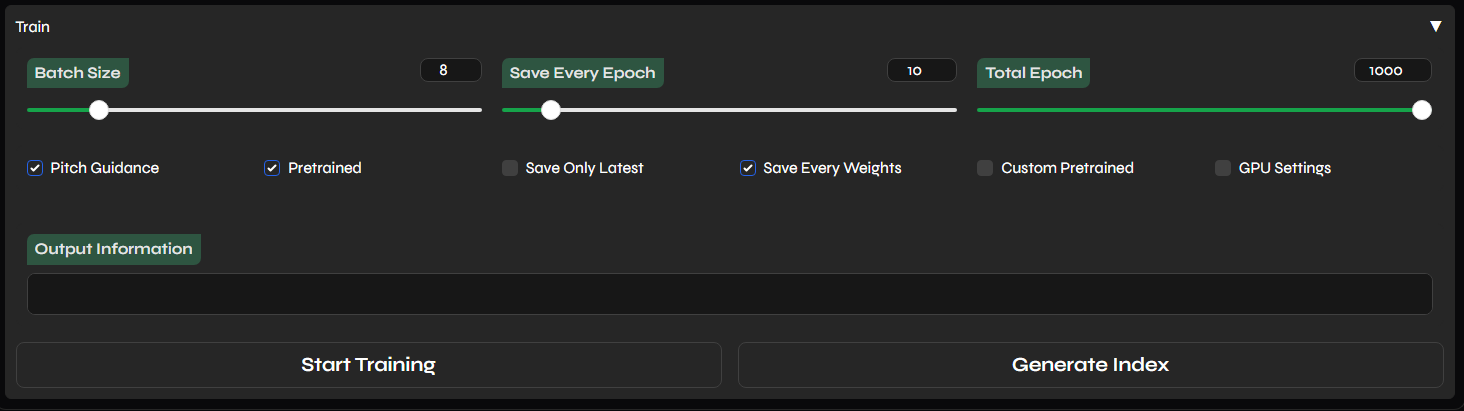 Train ▼
Batch Size 8 Save Every Epoch 10 Total Epoch 1000
Pitch Guidance Pretrained Save Only Latest Save Every Weights Custom Pretrained GPU Settings
Output Information
Start Training Generate Index